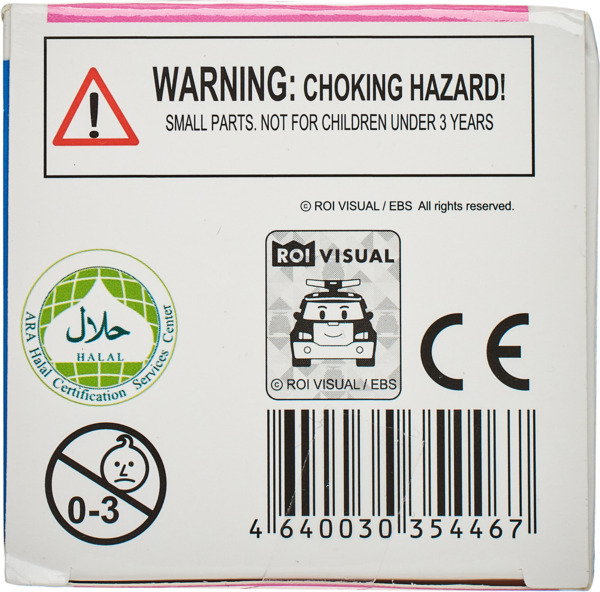 WARNING: CHOKING HAZARD!
SMALL PARTS. NOT FOR CHILDREN UNDER 3 YEARS
© ROI VISUAL / EBS All rights reserved.
ROI VISUAL
© ROI VISUAL / EBS
CE
حلال
HALAL
ARA Halal Certification Services Center
0-3
4 640030 354467